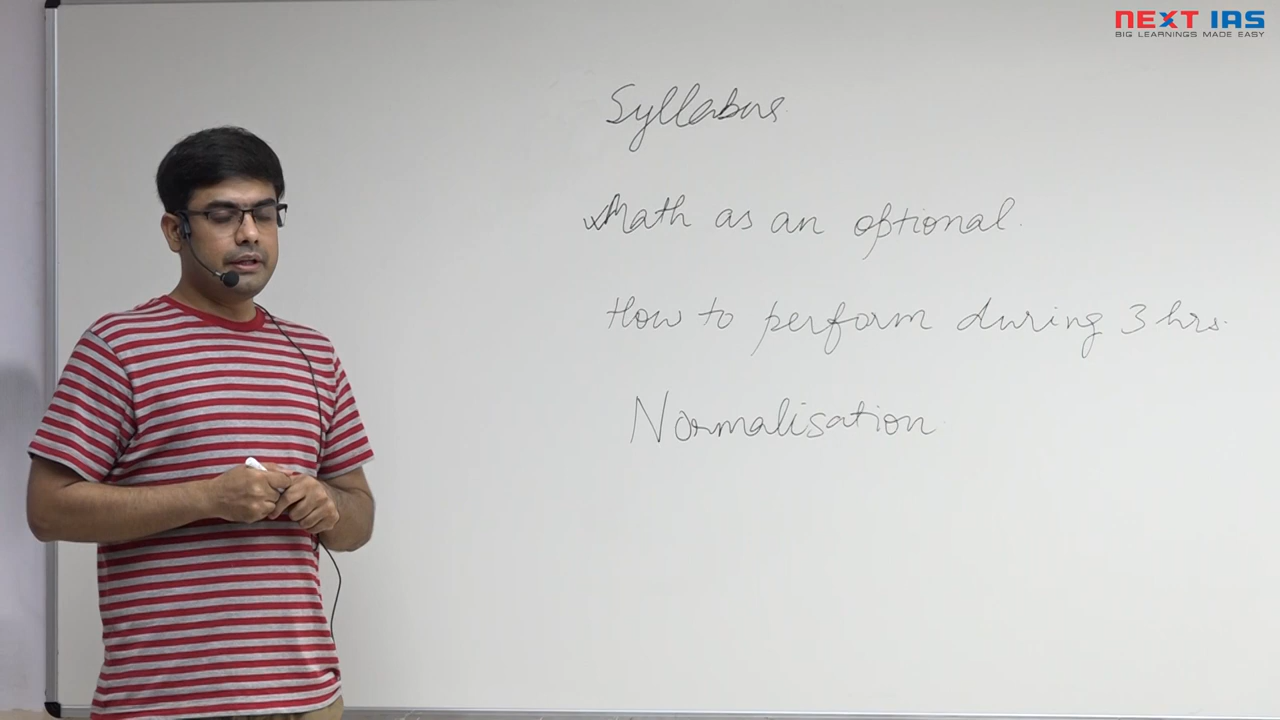 NEXT IAS
BIG LEARNINGS MADE EASY
Syllabus
Math as an optional.
How to perform during 3 hrs.
Normalisation